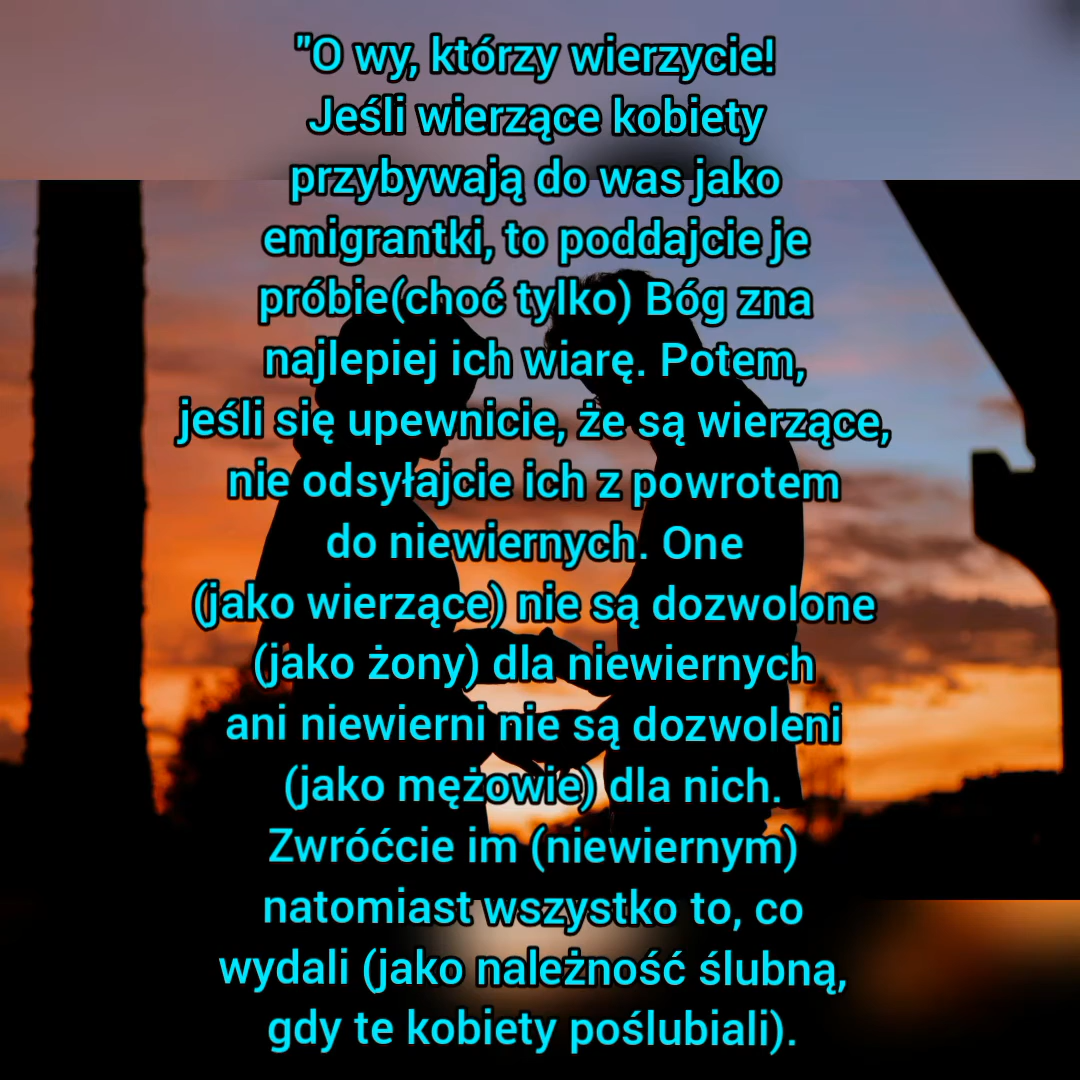 "O wy, którzy wierzycie!
Jeśli wierzące kobiety
przybywają do was jako
emigrantki, to poddajcie je
próbie(choć tylko) Bóg zna
najlepiej ich wiarę. Potem,
jeśli się upewnicie, że są wierzące,
nie odsyłajcie ich z powrotem
do niewiernych. One
(jako wierzące) nie są dozwolone
(jako żony) dla niewiernych
ani niewierni nie są dozwoleni
(jako mężowie) dla nich.
Zwróćcie im (niewiernym)
natomiast wszystko to, co
wydali (jako należność ślubną,
gdy te kobiety poślubiali).